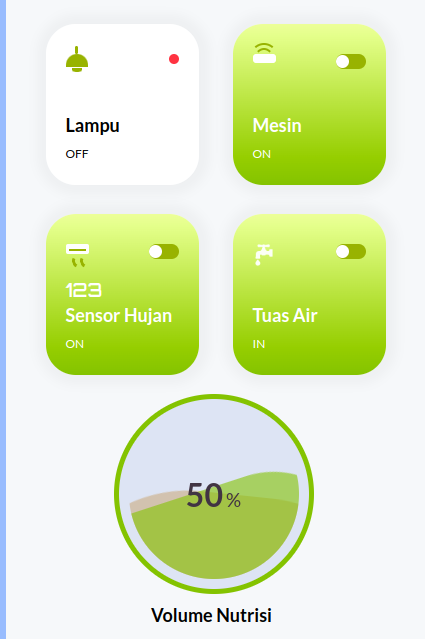 Lampu
OFF
Mesin
ON
123
Sensor Hujan
ON
Tuas Air
IN
50 %
Volume Nutrisi